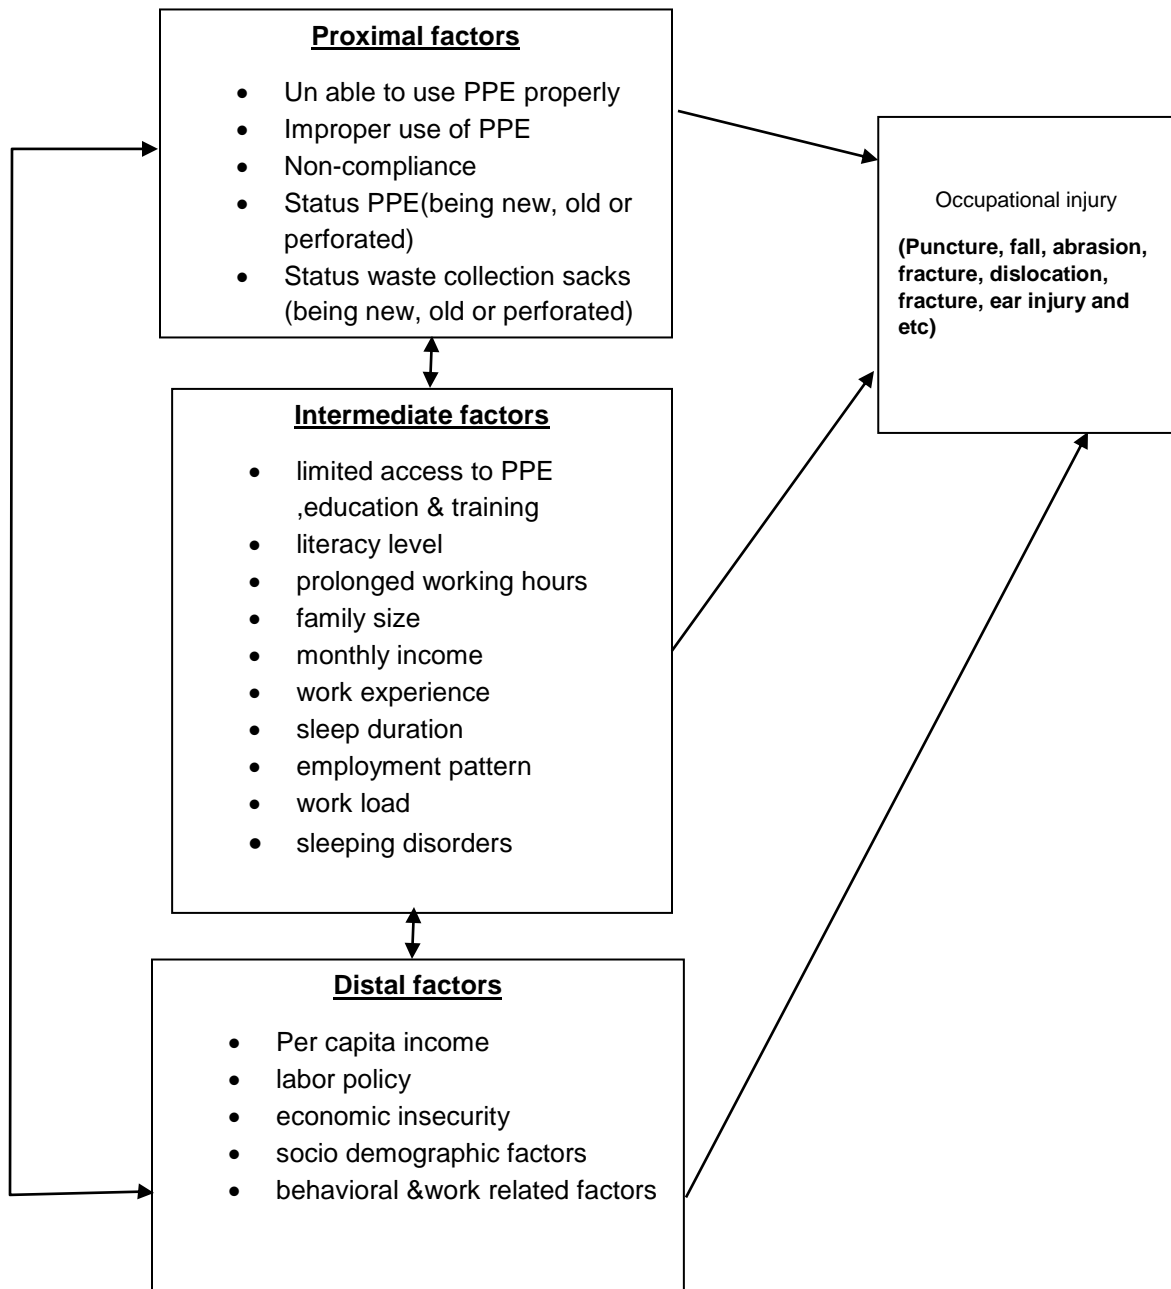 Proximal factors
• Un able to use PPE properly
• Improper use of PPE
• Non-compliance
• Status PPE(being new, old or
perforated)
• Status waste collection sacks
(being new, old or perforated)
Occupational injury
(Puncture, fall, abrasion,
fracture, dislocation,
fracture, ear injury and
etc)
Intermediate factors
• limited access to PPE
,education & training
• literacy level
• prolonged working hours
• family size
• monthly income
• work experience
• sleep duration
• employment pattern
• work load
• sleeping disorders
Distal factors
• Per capita income
• labor policy
• economic insecurity
• socio demographic factors
• behavioral &work related factors